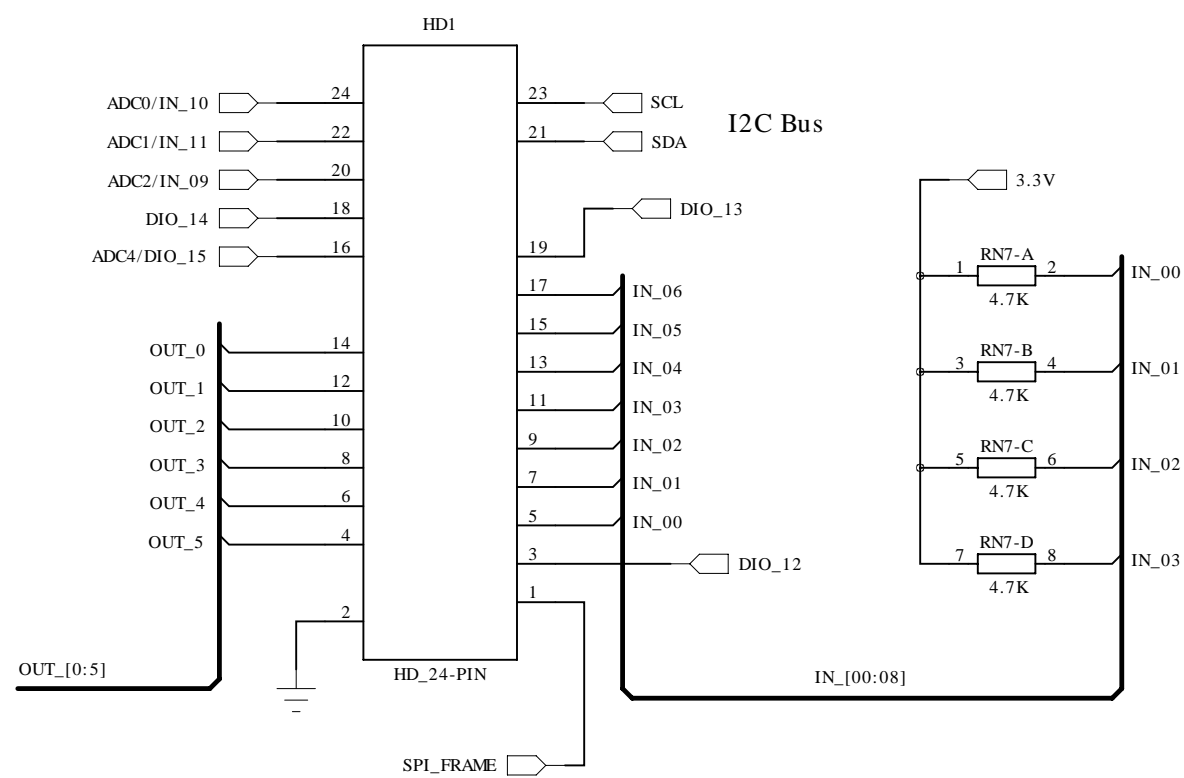 HD1
ADC0/IN_10 24 23 SCL
I2C Bus
ADC1/IN_11 22 21 SDA
ADC2/IN_09 20 3.3V
DIO_14 18 DIO_13
ADC4/DIO_15 16 19
RN7-A
1 2 IN_00
4.7K
17 IN_06
15 IN_05
OUT_0 14
RN7-B
13 IN_04 3 4 IN_01
4.7K
OUT_1 12
11 IN_03
OUT_2 10
9 IN_02
RN7-C
OUT_3 8 5 6 IN_02
4.7K
7 IN_01
OUT_4 6
5 IN_00
OUT_5 4
RN7-D
3 DIO_12 7 8 IN_03
4.7K
1
2
OUT_[0:5] HD_24-PIN IN_[00:08]
SPI_FRAME